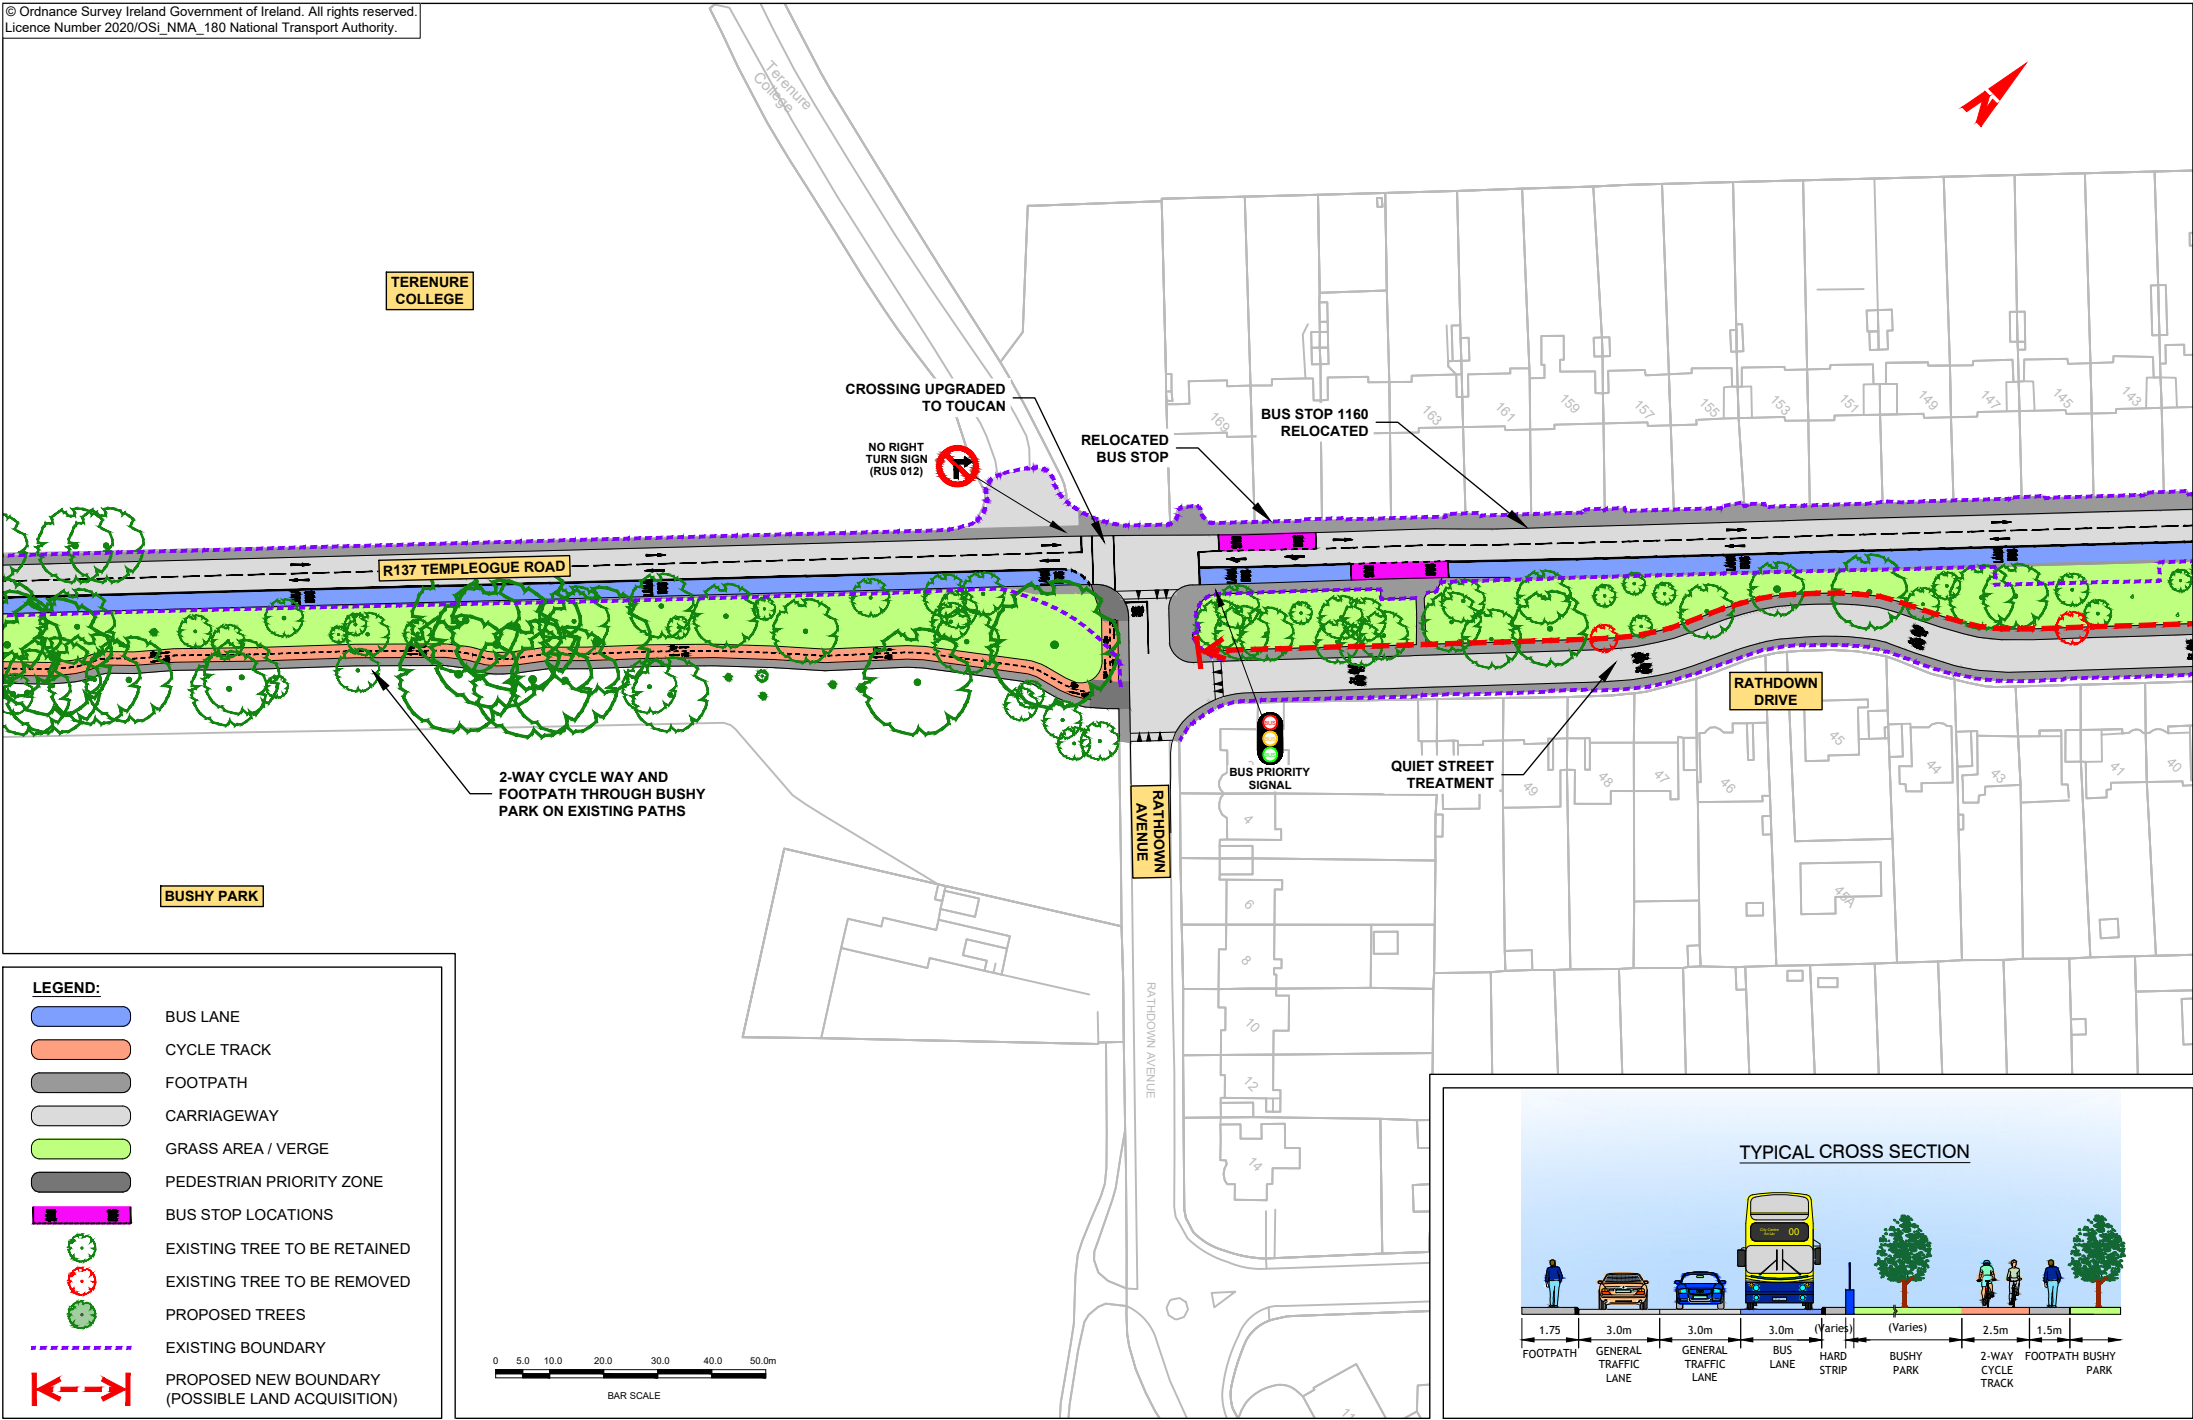 © Ordnance Survey Ireland Government of Ireland. All rights reserved.
Licence Number 2020/OSi_NMA_180 National Transport Authority.
Terenure
College
N
TERENURE
COLLEGE
CROSSING UPGRADED
TO TOUCAN
NO RIGHT
TURN SIGN
(RUS 012)
RELOCATED
BUS STOP
BUS STOP 1160
RELOCATED
169
163
161
159
157
155
153
151
149
147
145
143
R137 TEMPLEOGUE ROAD
RATHDOWN
DRIVE
2-WAY CYCLE WAY AND
FOOTPATH THROUGH BUSHY
PARK ON EXISTING PATHS
BUS PRIORITY
SIGNAL
QUIET STREET
TREATMENT
RATHDOWN
AVENUE
BUSHY PARK
49
48
47
46
45
44
43
41
40
45A
4
6
8
10
12
14
RATHDOWN AVENUE
LEGEND:
BUS LANE
CYCLE TRACK
FOOTPATH
CARRIAGEWAY
GRASS AREA / VERGE
PEDESTRIAN PRIORITY ZONE
BUS STOP LOCATIONS
EXISTING TREE TO BE RETAINED
EXISTING TREE TO BE REMOVED
PROPOSED TREES
EXISTING BOUNDARY
PROPOSED NEW BOUNDARY
(POSSIBLE LAND ACQUISITION)
0 5.0 10.0 20.0 30.0 40.0 50.0m
BAR SCALE
TYPICAL CROSS SECTION
00
1.75 3.0m 3.0m 3.0m (Varies) (Varies) 2.5m 1.5m
FOOTPATH
GENERAL
TRAFFIC
LANE
GENERAL
TRAFFIC
LANE
BUS
LANE
HARD
STRIP
BUSHY
PARK
2-WAY
CYCLE
TRACK
FOOTPATH
BUSHY
PARK